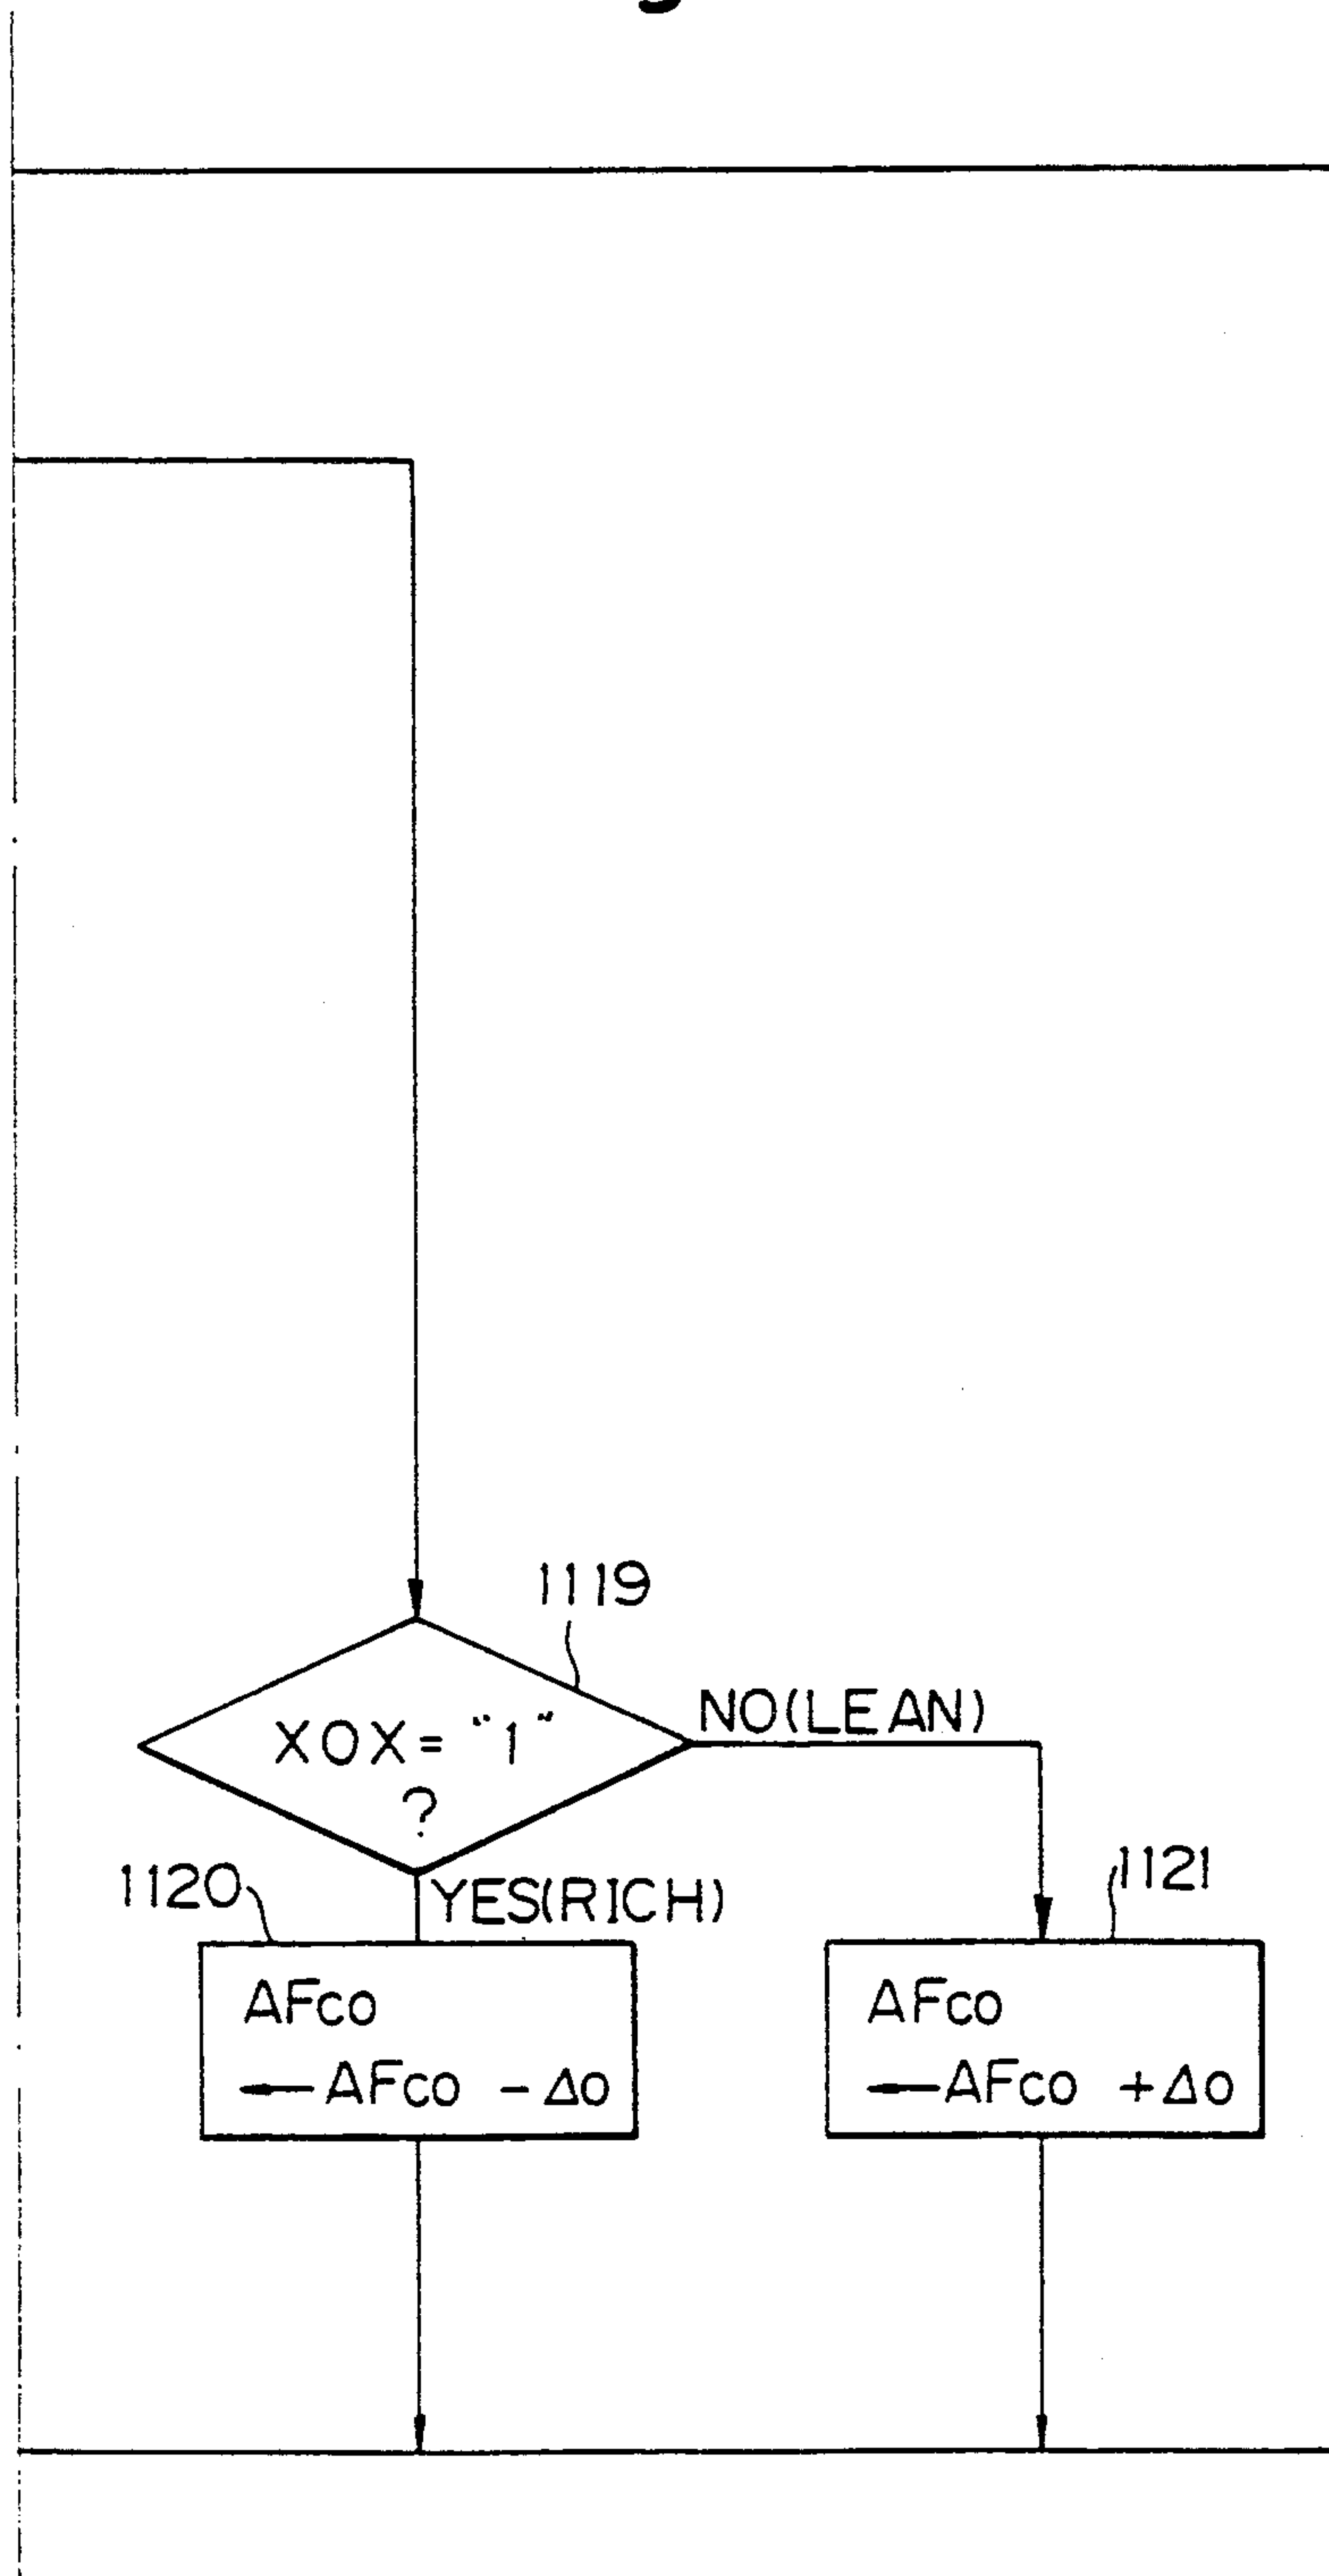 1119
XOX= "1"
?
NO(LEAN)
YES(RICH)
1120
AFco
←AFco -Δo
1121
AFco
←AFco +Δo